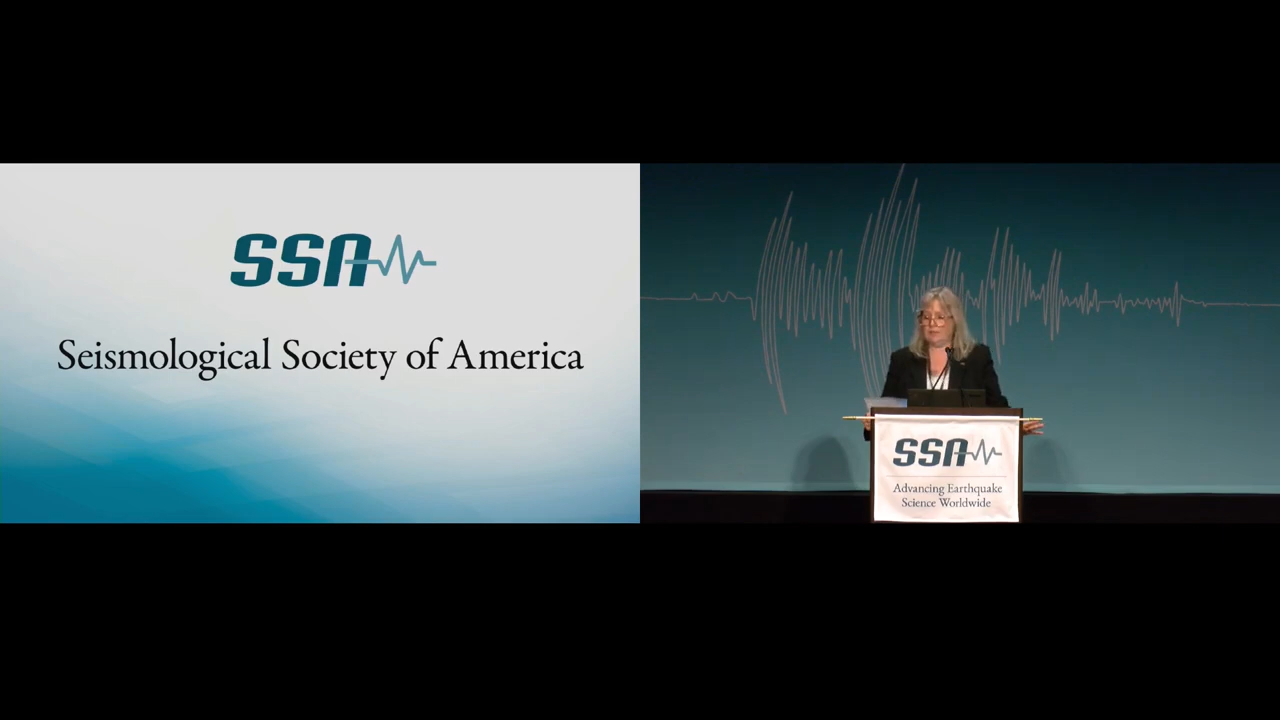 SSA
Seismological Society of America
SSA
Advancing Earthquake
Science Worldwide